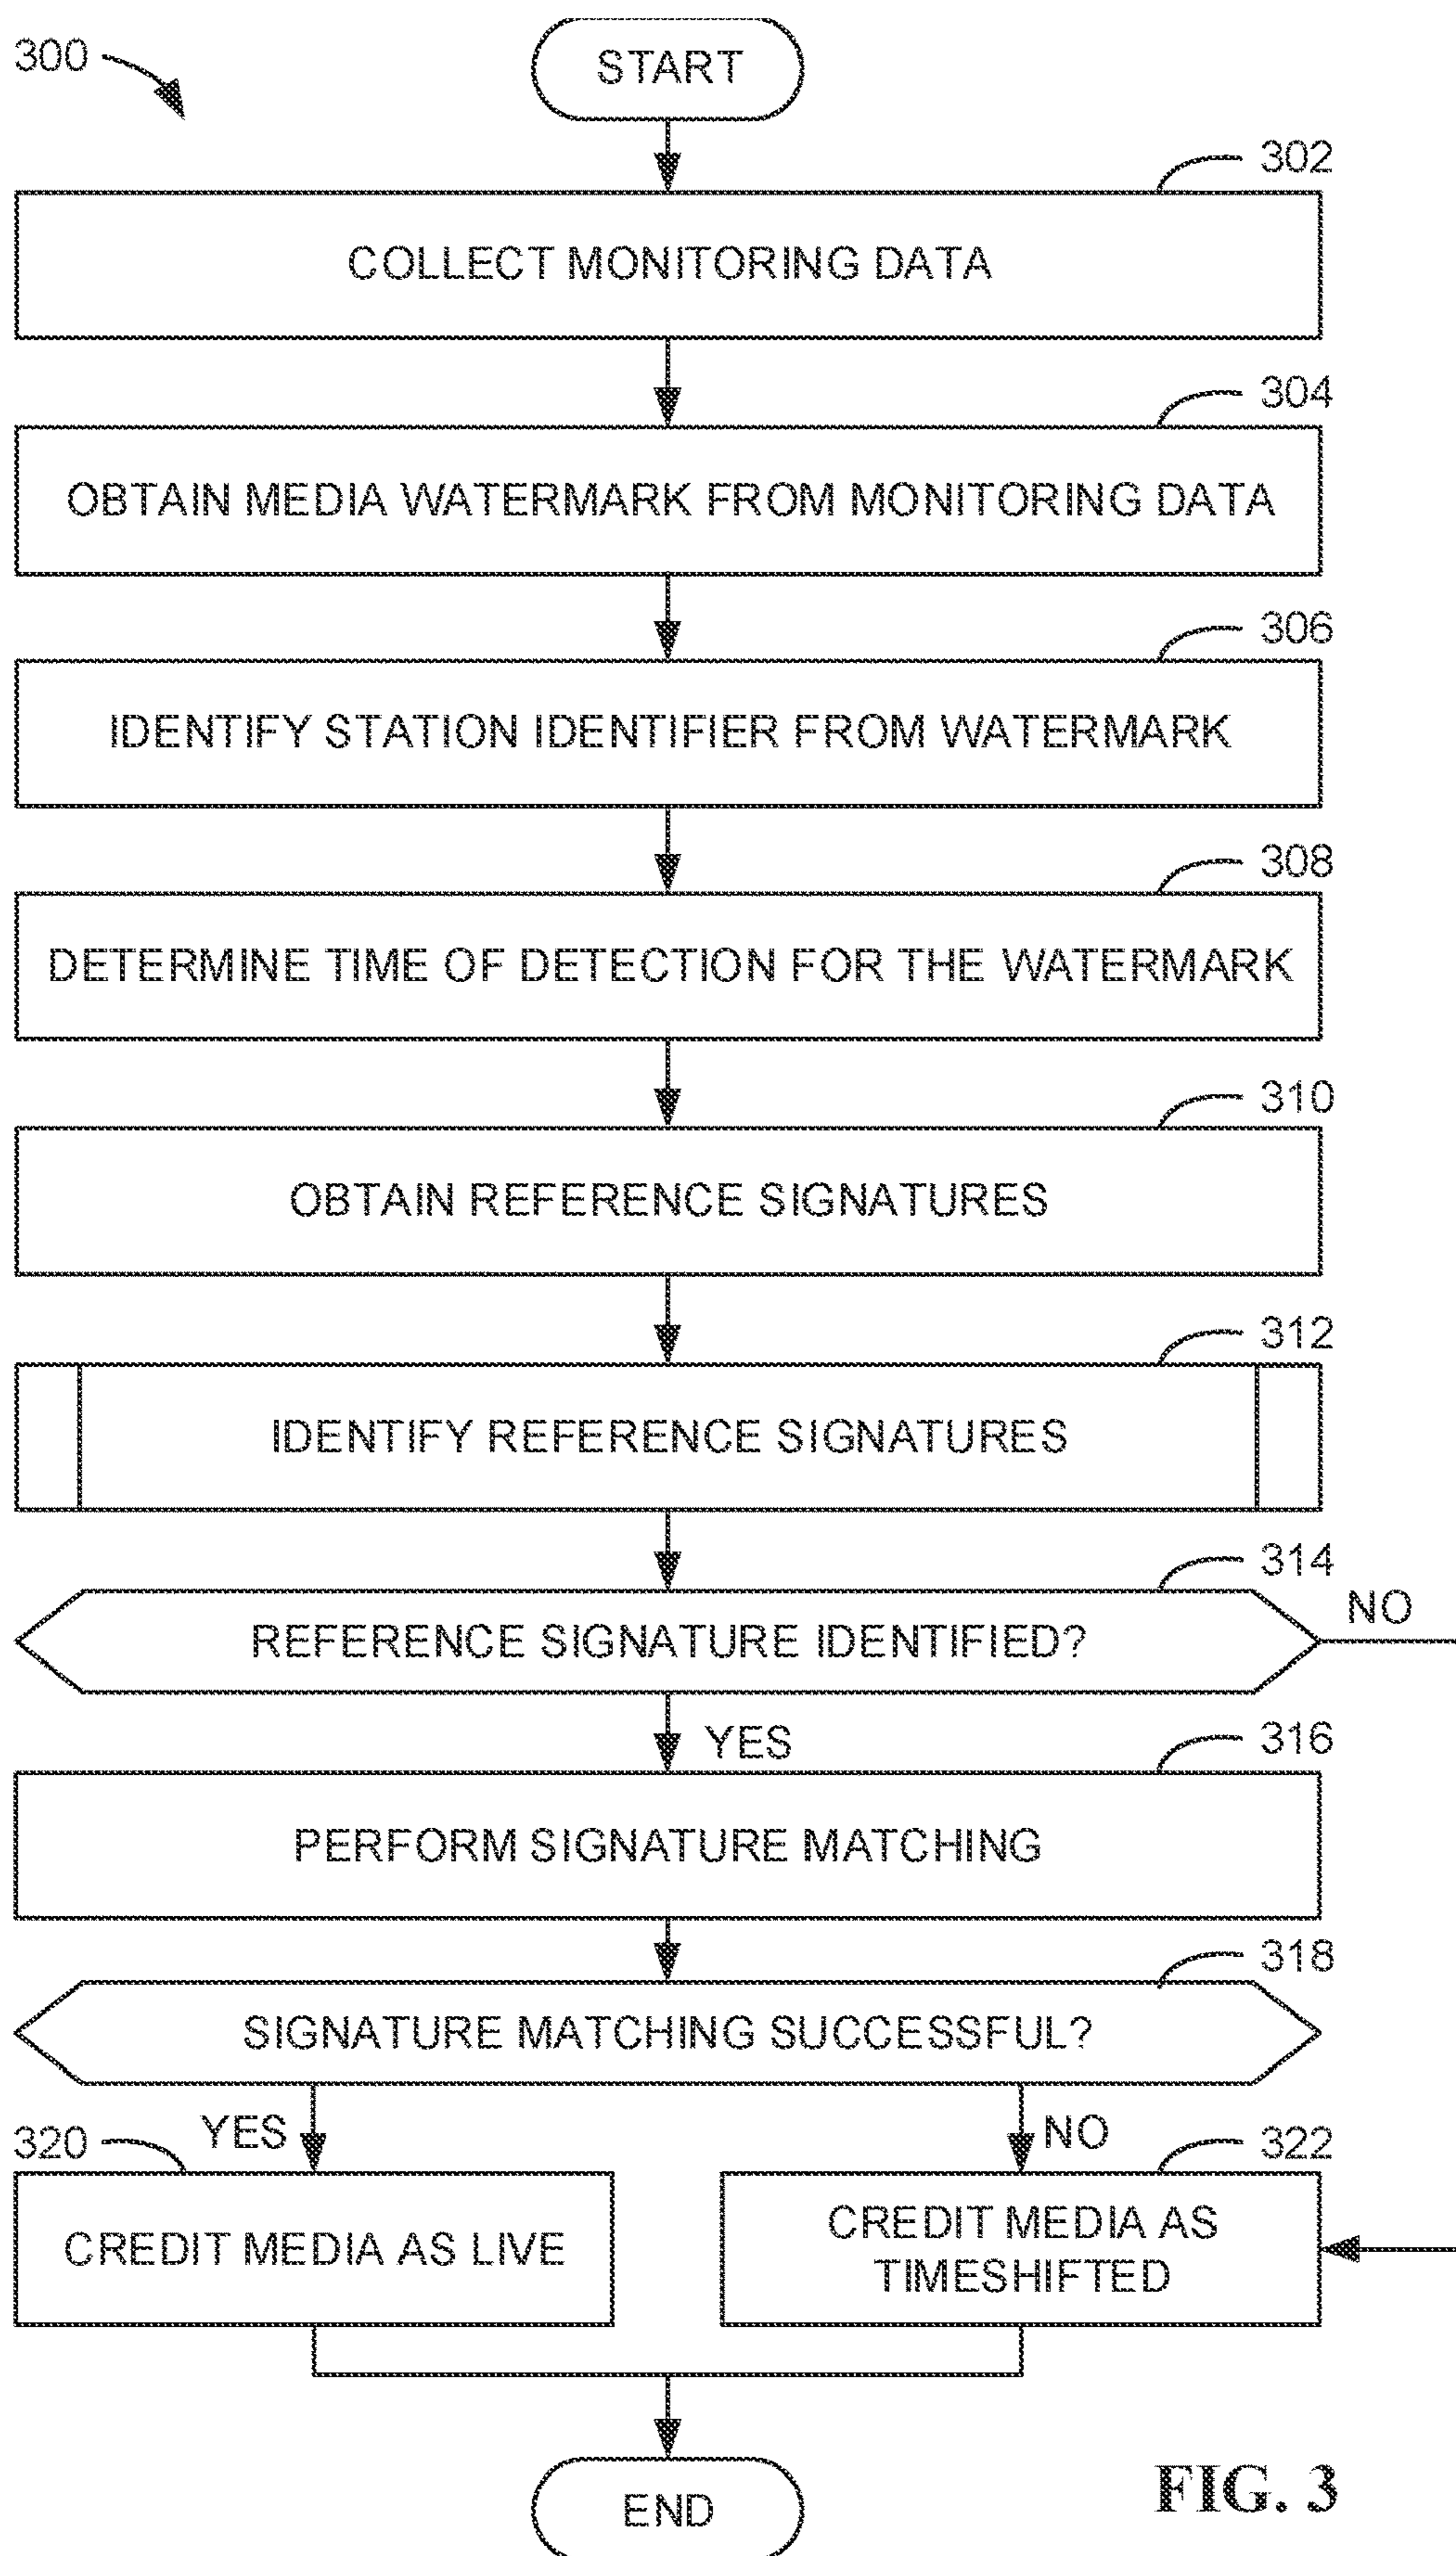 300
START
302
COLLECT MONITORING DATA
304
OBTAIN MEDIA WATERMARK FROM MONITORING DATA
306
IDENTIFY STATION IDENTIFIER FROM WATERMARK
308
DETERMINE TIME OF DETECTION FOR THE WATERMARK
310
OBTAIN REFERENCE SIGNATURES
312
IDENTIFY REFERENCE SIGNATURES
314
NO
REFERENCE SIGNATURE IDENTIFIED?
YES
316
PERFORM SIGNATURE MATCHING
318
SIGNATURE MATCHING SUCCESSFUL?
YES
NO
320
322
CREDIT MEDIA AS LIVE
CREDIT MEDIA AS
TIMESHIFTED
END
FIG. 3